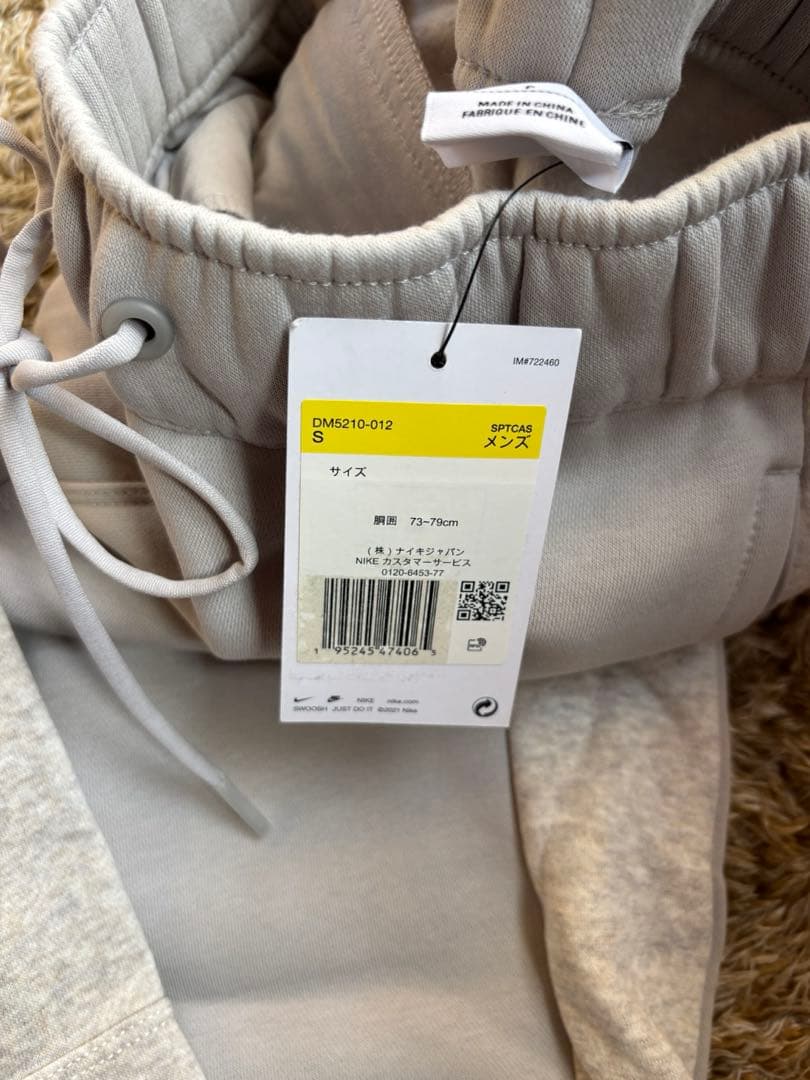 MADE IN CHINA
FABRIQUE EN CHINE
IM#722460
DM5210-012
S
SPTCAS
メンズ
サイズ
胴囲 73~79cm
(株)ナイキジャパン
NIKE カスタマーサービス
0120-6453-77
1 95245 47406 5
NIKE nike.com
SWOOSH JUST DO IT ©2021 Nike